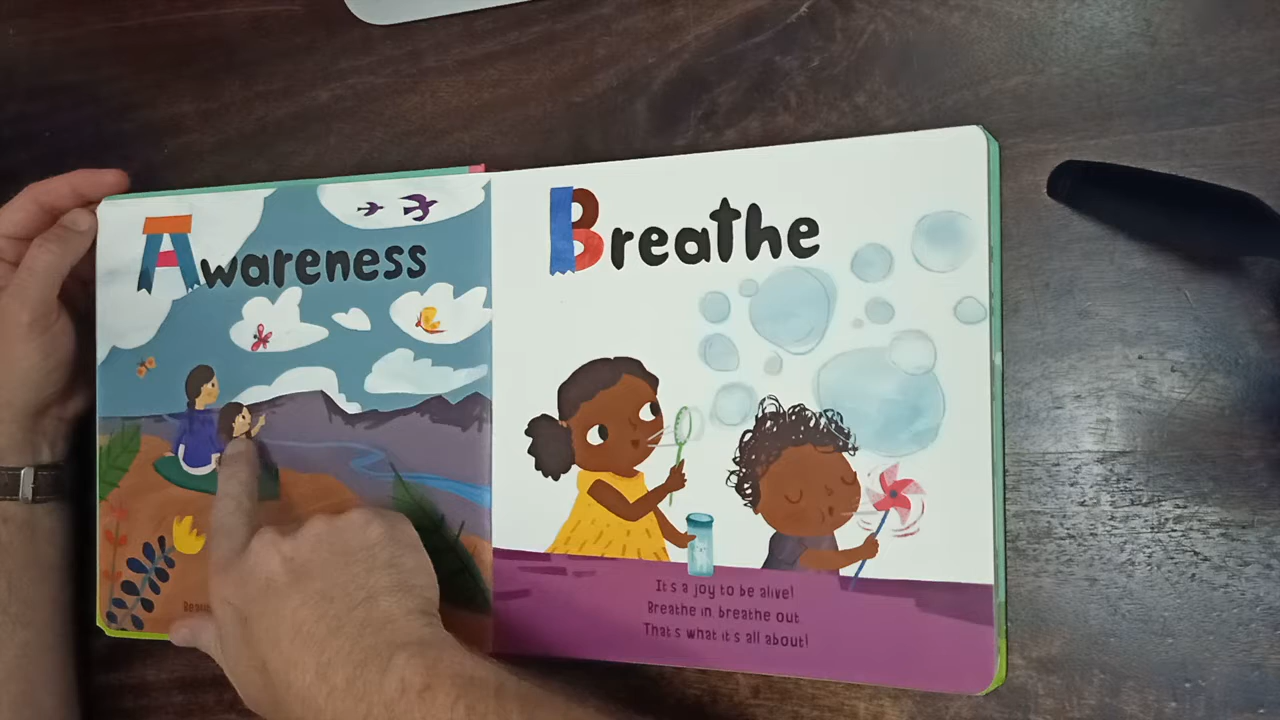 Awareness
Breathe
It's a joy to be alive!
Breathe in, breathe out.
That's what it's all about!